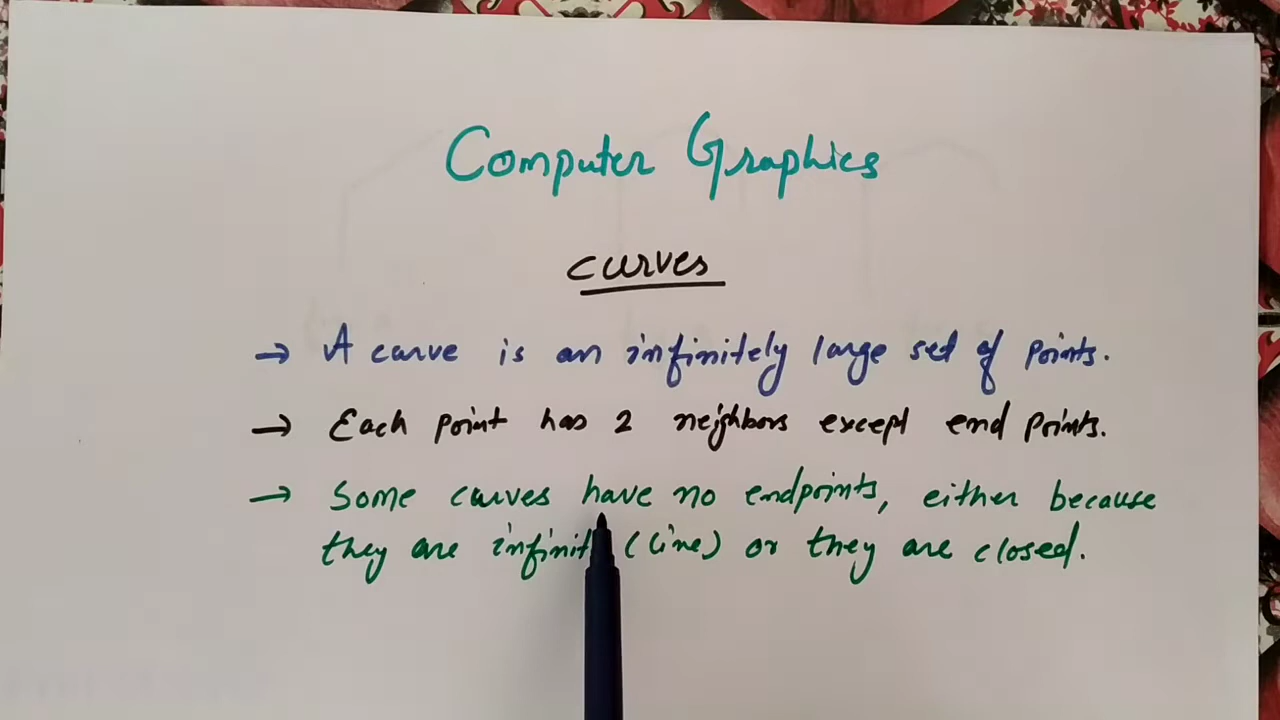 Computer Graphics
curves
→ A curve is an infinitely large set of points.
→ Each point has 2 neighbors except end points.
→ Some curves have no endpoints, either because
they are infinite (line) or they are closed.